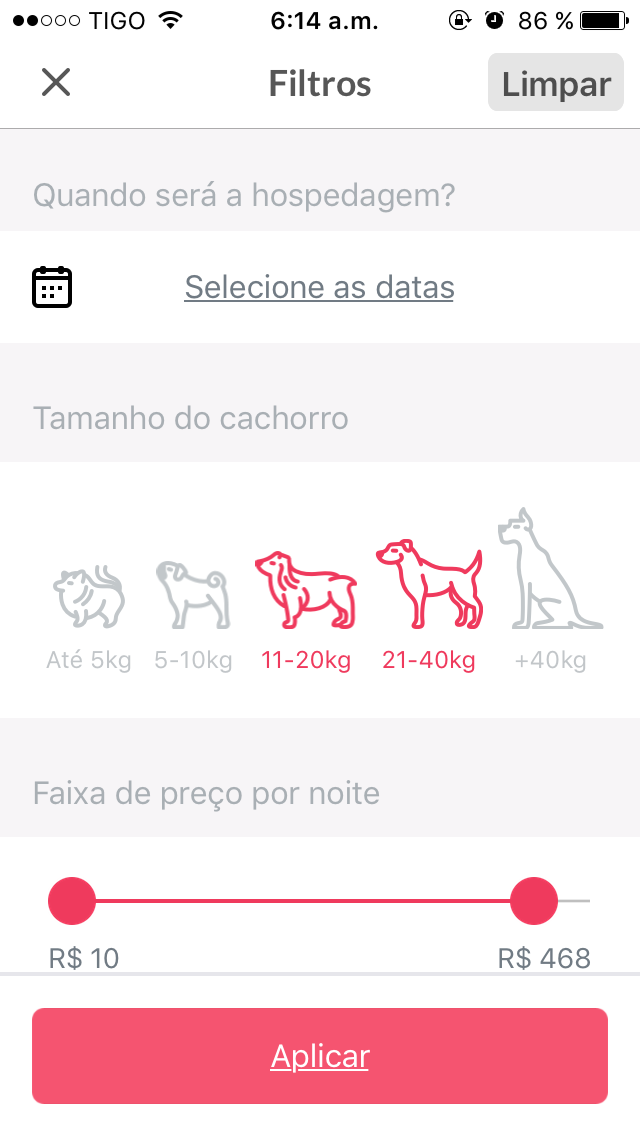 TIGO 6:14 a.m. 86 %
Filtros
Limpar
Quando será a hospedagem?
Selecione as datas
Tamanho do cachorro
Até 5kg 5-10kg 11-20kg 21-40kg +40kg
Faixa de preço por noite
R$ 10 R$ 468
Aplicar